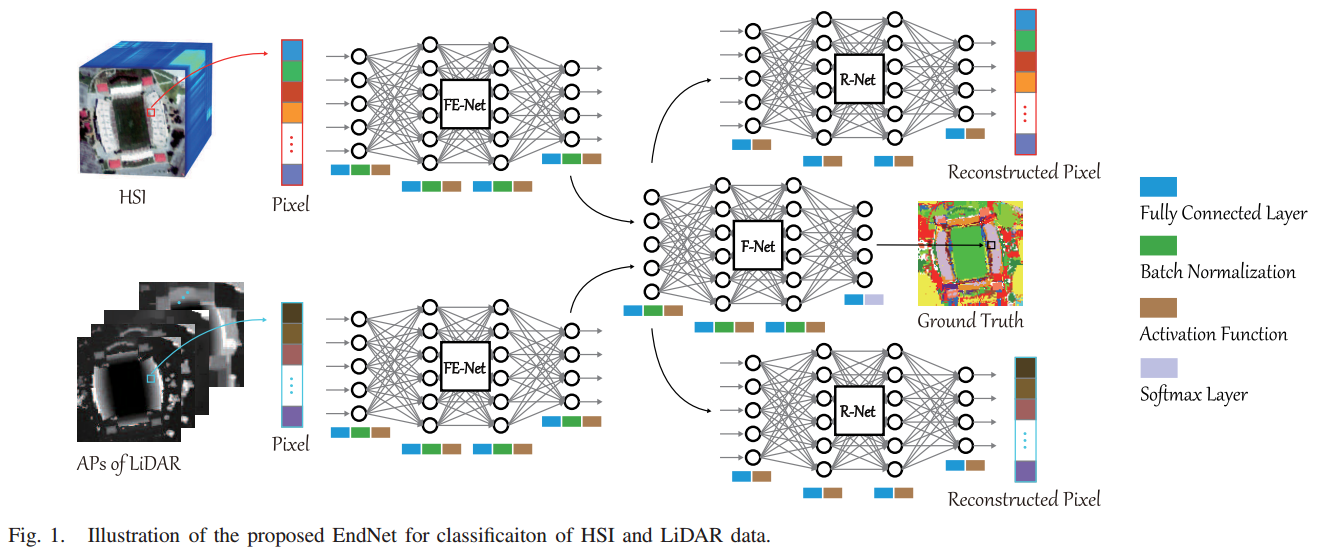 HSI
Pixel
FE-Net
R-Net
Reconstructed Pixel
F-Net
Ground Truth
APs of LiDAR
Pixel
FE-Net
R-Net
Reconstructed Pixel
Fully Connected Layer
Batch Normalization
Activation Function
Softmax Layer
Fig. 1. Illustration of the proposed EndNet for classificaiton of HSI and LiDAR data.